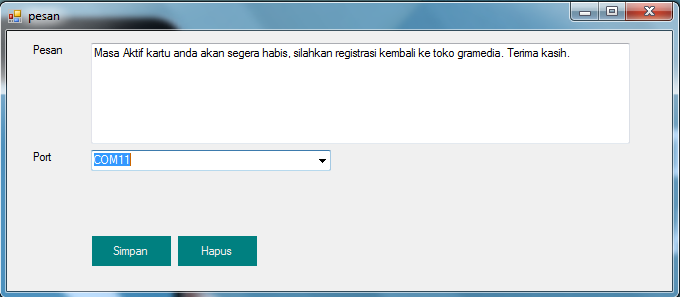 pesan
Pesan
Masa Aktif kartu anda akan segera habis, silahkan registrasi kembali ke toko gramedia. Terima kasih.
Port
COM11
Simpan
Hapus